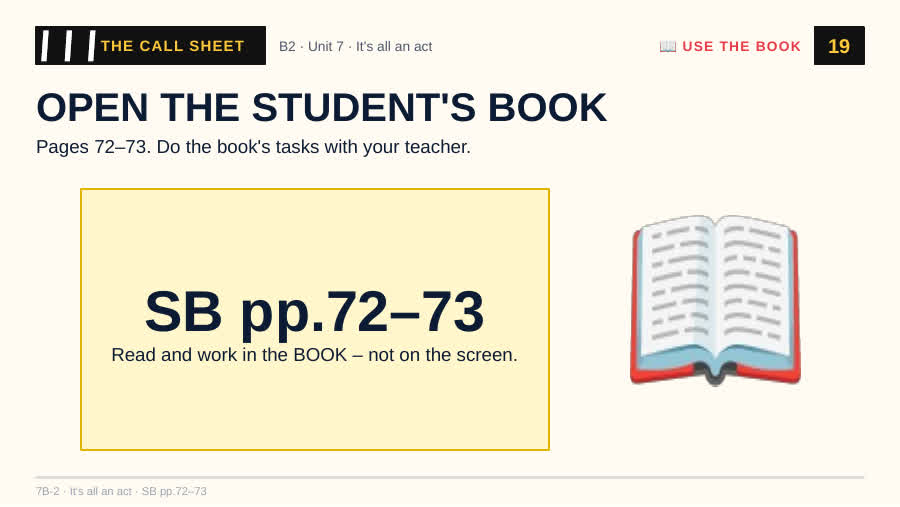 THE CALL SHEET
B2 · Unit 7 · It's all an act
📖 USE THE BOOK
19
OPEN THE STUDENT'S BOOK
Pages 72–73. Do the book's tasks with your teacher.
SB pp.72–73
Read and work in the BOOK – not on the screen.
7B-2 · It's all an act · SB pp.72–73